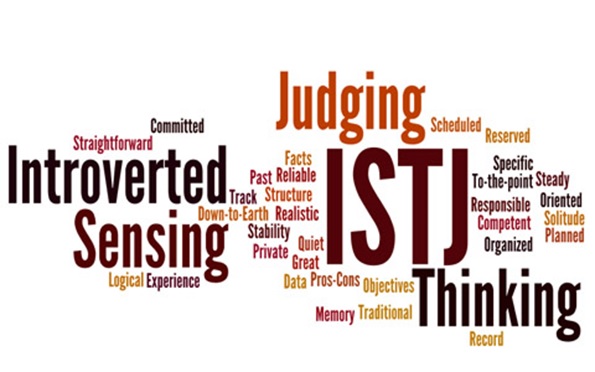 Judging
Committed
Scheduled
Reserved
Straightforward
Introverted
Facts
Past Reliable
Track Structure
Down-to-Earth Realistic
Stability
Private
Quiet
Great
ISTJ
Specific
To-the-point Steady
Responsible Oriented
Competent Solitude
Organized Planned
Sensing
Logical Experience
Data Pros-Cons Objectives
Thinking
Memory Traditional
Record